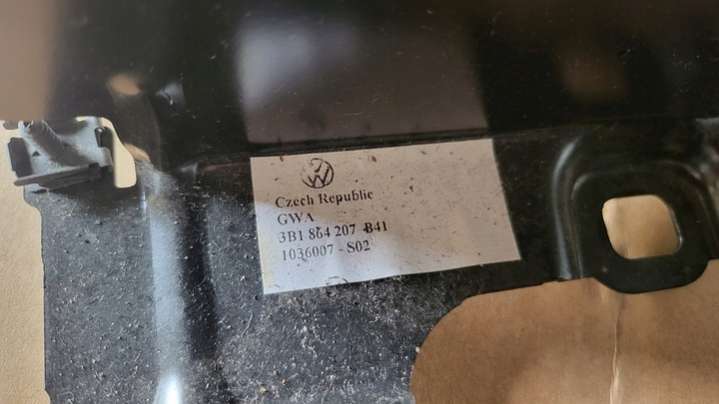 Czech Republic
GWA
3B1 864 207 B41
1036007 - S02